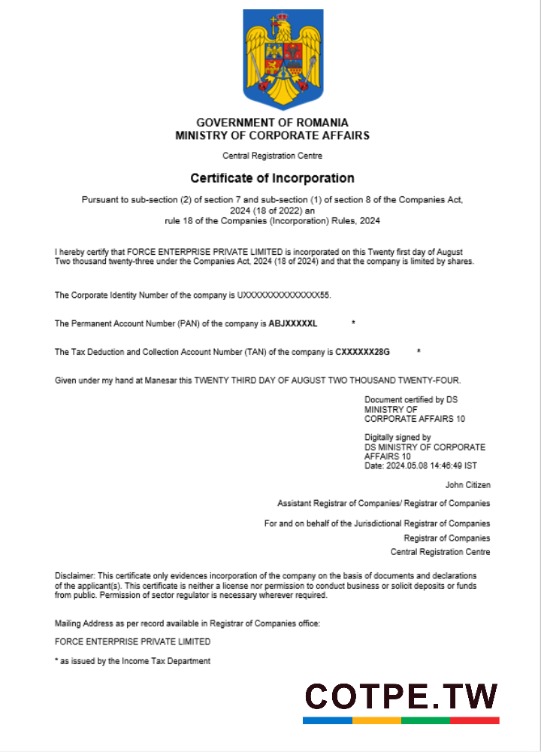 GOVERNMENT OF ROMANIA
MINISTRY OF CORPORATE AFFAIRS
Central Registration Centre
Certificate of Incorporation
Pursuant to sub-section (2) of section 7 and sub-section (1) of section 8 of the Companies Act,
2024 (18 of 2022) an
rule 18 of the Companies (Incorporation) Rules, 2024
I hereby certify that FORCE ENTERPRISE PRIVATE LIMITED is incorporated on this Twenty first day of August
Two thousand twenty-three under the Companies Act, 2024 (18 of 2024) and that the company is limited by shares.
The Corporate Identity Number of the company is UXXXXXXXXXXXXXX55.
The Permanent Account Number (PAN) of the company is ABJXXXXXL *
The Tax Deduction and Collection Account Number (TAN) of the company is CXXXXXX28G *
Given under my hand at Manesar this TWENTY THIRD DAY OF AUGUST TWO THOUSAND TWENTY-FOUR.
Document certified by DS
MINISTRY OF
CORPORATE AFFAIRS 10
Digitally signed by
DS MINISTRY OF CORPORATE
AFFAIRS 10
Date: 2024.05.08 14:46:49 IST
John Citizen
Assistant Registrar of Companies/ Registrar of Companies
For and on behalf of the Jurisdictional Registrar of Companies
Registrar of Companies
Central Registration Centre
Disclaimer: This certificate only evidences incorporation of the company on the basis of documents and declarations
of the applicant(s). This certificate is neither a license nor permission to conduct business or solicit deposits or funds
from public. Permission of sector regulator is necessary wherever required.
Mailing Address as per record available in Registrar of Companies office:
FORCE ENTERPRISE PRIVATE LIMITED
* as issued by the Income Tax Department
COTPE.TW